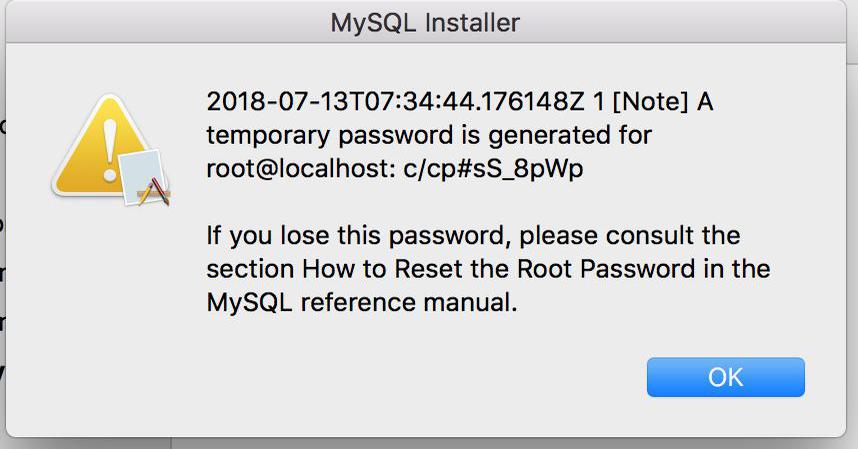 MySQL Installer
2018-07-13T07:34:44.176148Z 1 [Note] A
temporary password is generated for
root@localhost: c/cp#sS_8pWp
If you lose this password, please consult the
section How to Reset the Root Password in the
MySQL reference manual.
OK